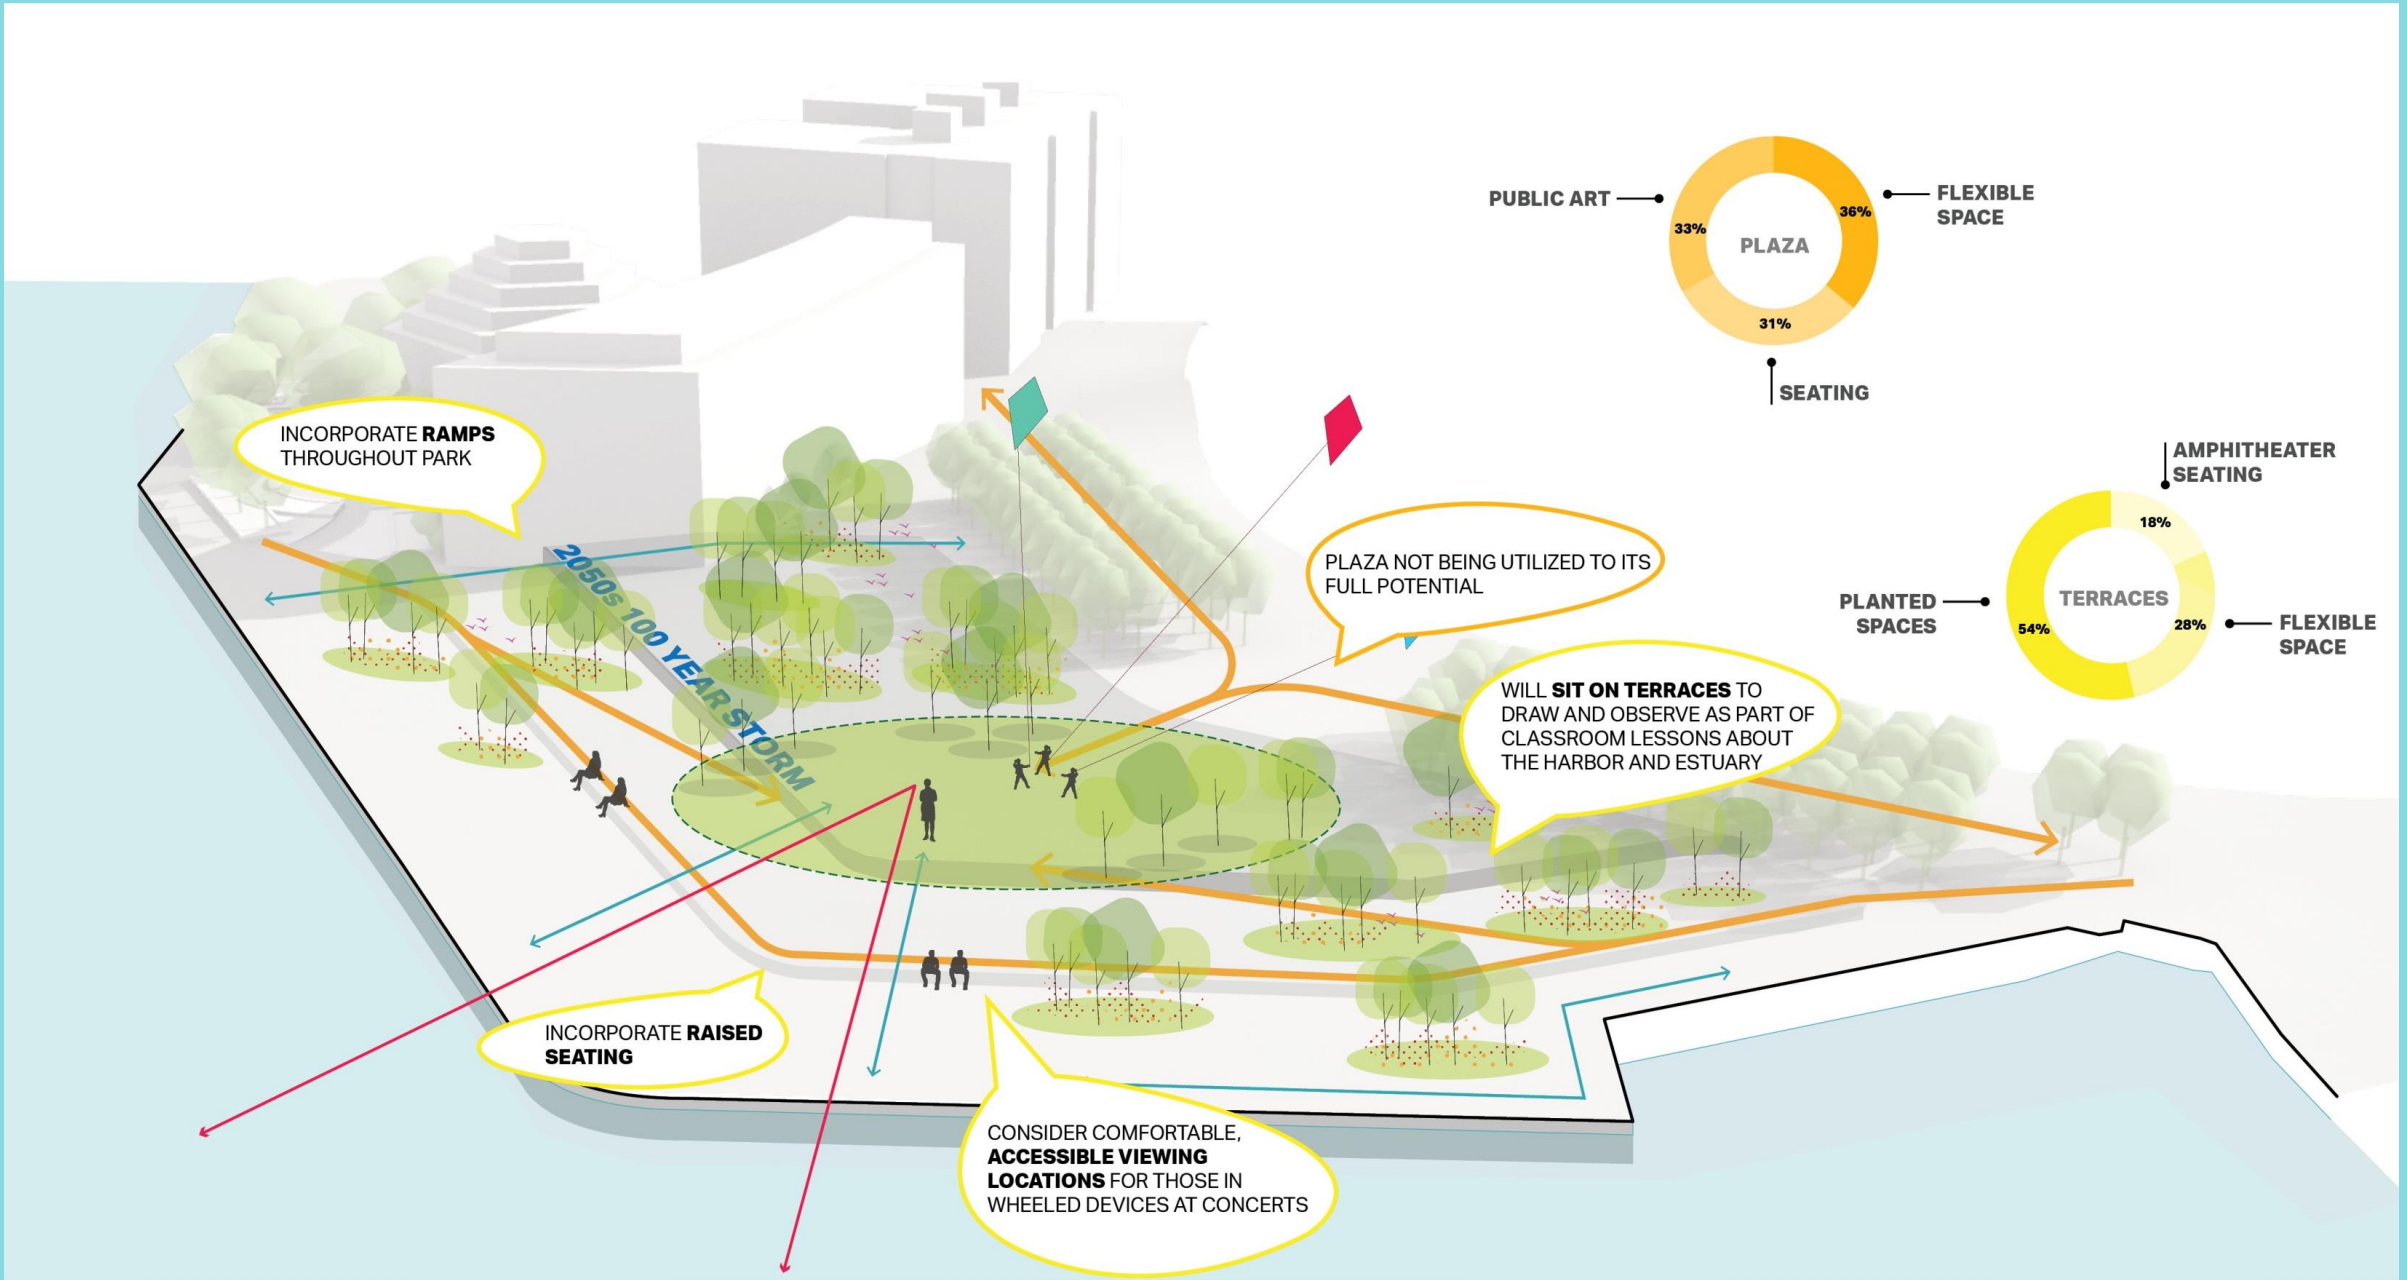 PUBLIC ART
FLEXIBLE
SPACE
36%
33%
PLAZA
31%
SEATING
INCORPORATE RAMPS
THROUGHOUT PARK
AMPHITHEATER
SEATING
18%
PLANTED
SPACES
TERRACES
54%
28%
FLEXIBLE
SPACE
2050s 100 YEAR STORM
PLAZA NOT BEING UTILIZED TO ITS
FULL POTENTIAL
WILL SIT ON TERRACES TO
DRAW AND OBSERVE AS PART OF
CLASSROOM LESSONS ABOUT
THE HARBOR AND ESTUARY
INCORPORATE RAISED
SEATING
CONSIDER COMFORTABLE,
ACCESSIBLE VIEWING
LOCATIONS FOR THOSE IN
WHEELED DEVICES AT CONCERTS